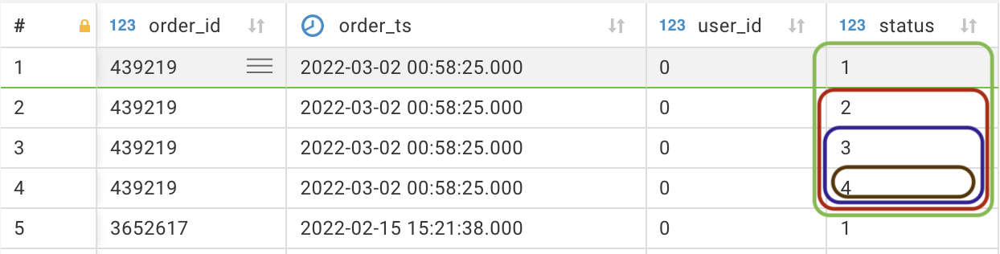 # 123 order_id order_ts 123 user_id 123 status
1 439219 2022-03-02 00:58:25.000 0 1
2 439219 2022-03-02 00:58:25.000 0 2
3 439219 2022-03-02 00:58:25.000 0 3
4 439219 2022-03-02 00:58:25.000 0 4
5 3652617 2022-02-15 15:21:38.000 0 1